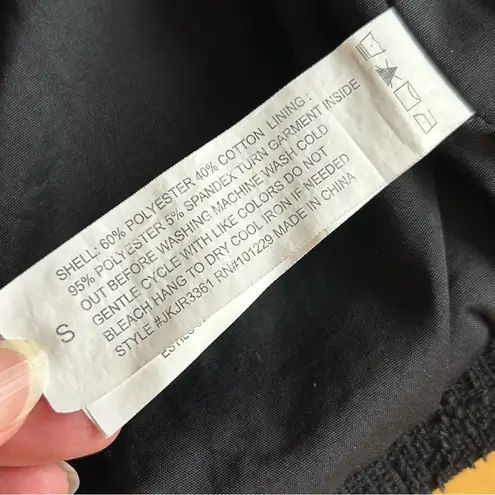 SHELL: 60% POLYESTER 40% COTTON LINING :
95% POLYESTER 5% SPANDEX TURN GARMENT INSIDE
OUT BEFORE WASHING MACHINE WASH COLD
GENTLE CYCLE WITH LIKE COLORS DO NOT
BLEACH HANG TO DRY COOL IRON IF NEEDED
STYLE #JKJR3361 RN#101229 MADE IN CHINA
S